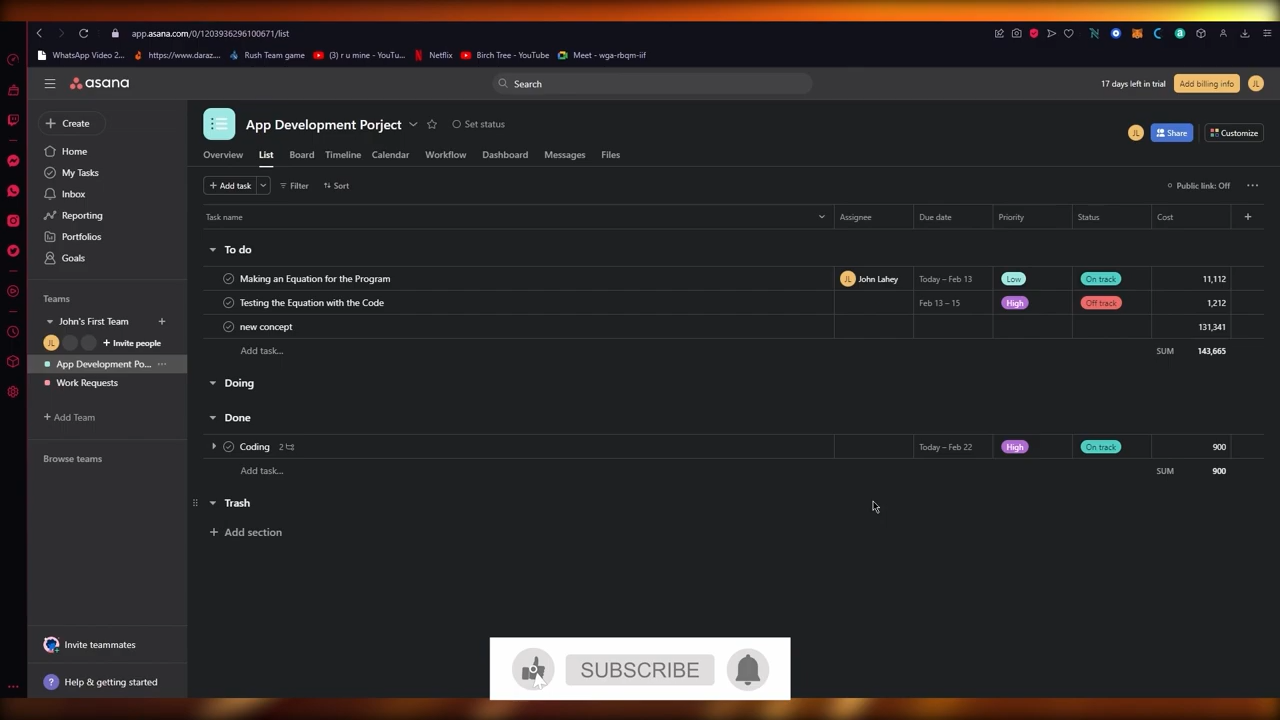 app.asana.com/0/1203936296100671/list
WhatsApp Video 2... https://www.daraz.... Rush Team game (3) r u mine - YouTu... Netflix Birch Tree - YouTube Meet - wga-rbqm-iif
asana
Search
17 days left in trial
Add billing info
JL
Create
Home
My Tasks
Inbox
Reporting
Portfolios
Goals
Teams
John's First Team
JL
Invite people
App Development Po...
Work Requests
Add Team
Browse teams
Invite teammates
? Help & getting started
App Development Porject
Set status
JL
Share
Customize
Overview List Board Timeline Calendar Workflow Dashboard Messages Files
+ Add task
Filter
Sort
Public link: Off
Task name Assignee Due date Priority Status Cost +
To do
Making an Equation for the Program JL John Lahey Today – Feb 13 Low On track 11,112
Testing the Equation with the Code Feb 13 – 15 High Off track 1,212
new concept 131,341
Add task... SUM 143,665
Doing
Done
Coding 2 Today – Feb 22 High On track 900
Add task... SUM 900
Trash
+ Add section
SUBSCRIBE